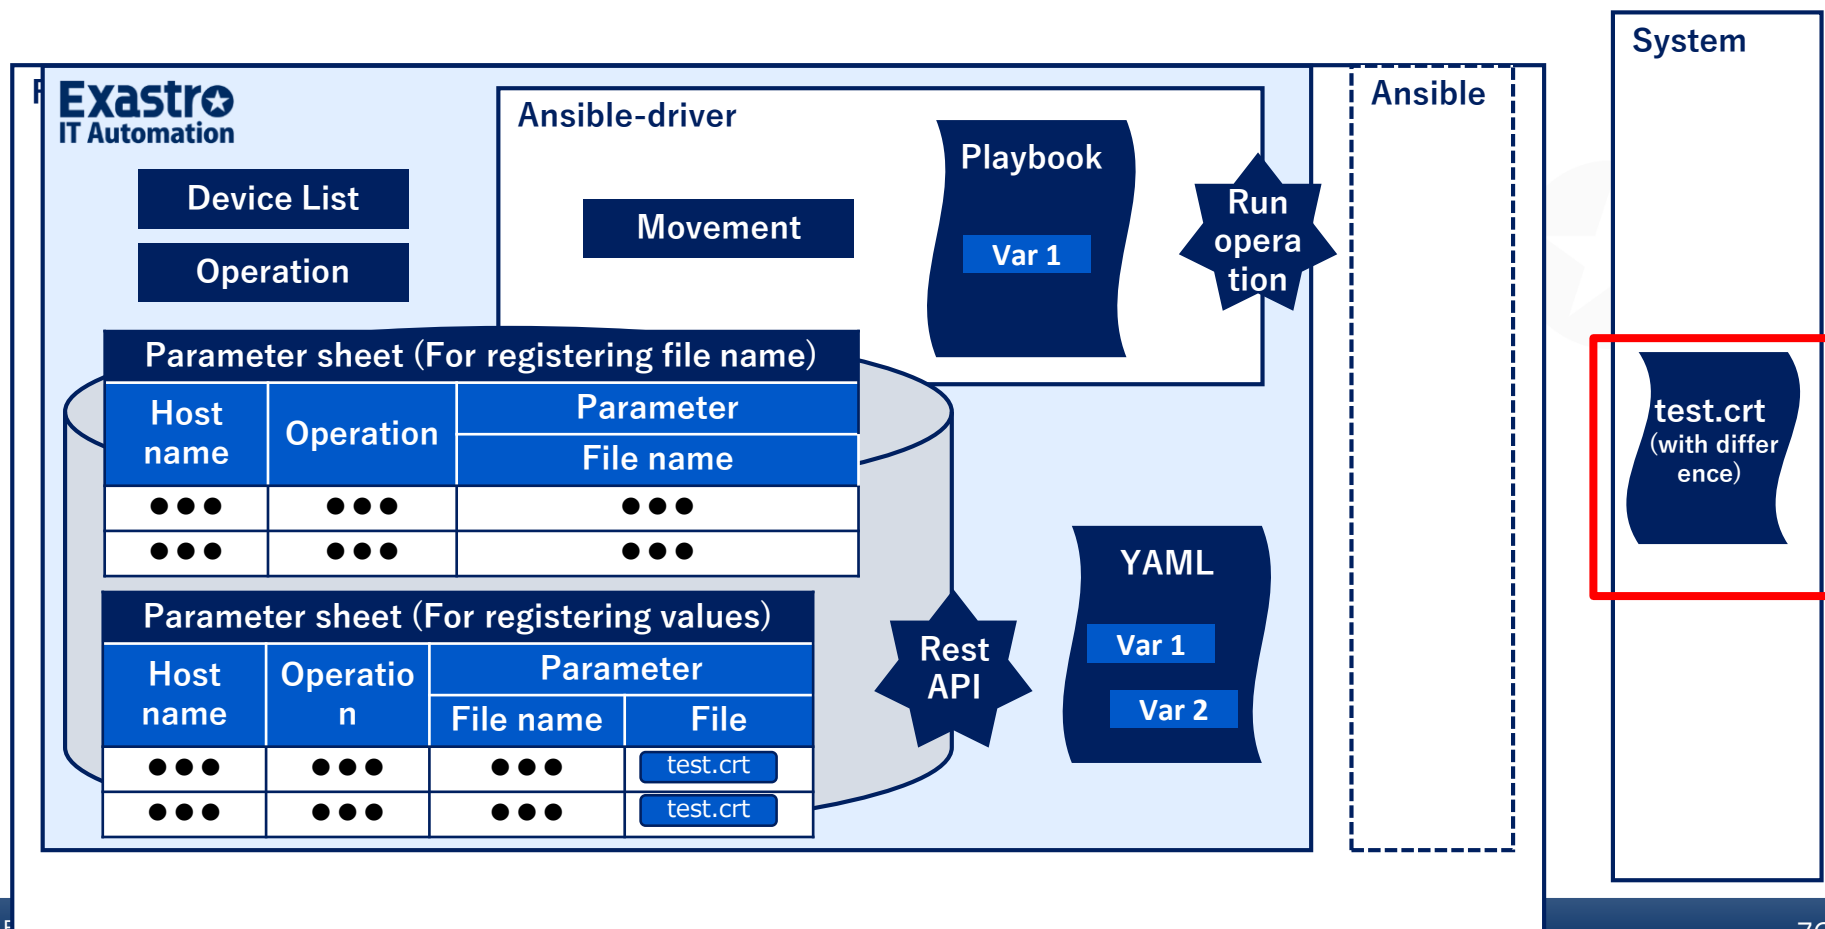 System
Exastro
IT Automation
Ansible-driver
Ansible
Playbook
Var 1
Run
opera
tion
Device List
Operation
Movement
Parameter sheet (For registering file name)
Host
name
Operation
Parameter
File name
●●● ●●● ●●●
●●● ●●● ●●●
test.crt
(with differ
ence)
Parameter sheet (For registering values)
Host
name
Operatio
n
Parameter
File name
File
●●● ●●● ●●● test.crt
●●● ●●● ●●● test.crt
Rest
API
YAML
Var 1
Var 2